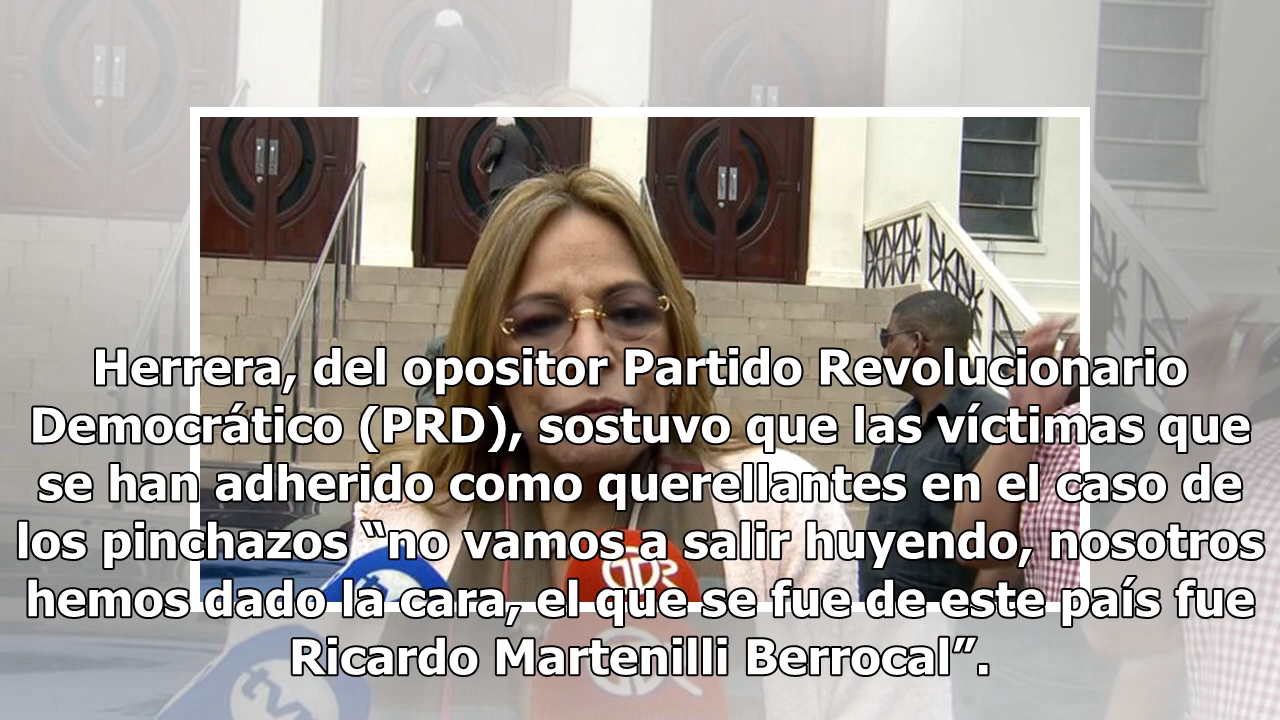 Herrera, del opositor Partido Revolucionario
Democrático (PRD), sostuvo que las víctimas que
se han adherido como querellantes en el caso de
los pinchazos “no vamos a salir huyendo, nosotros
hemos dado la cara, el que se fue de este país fue
Ricardo Martenilli Berrocal”.